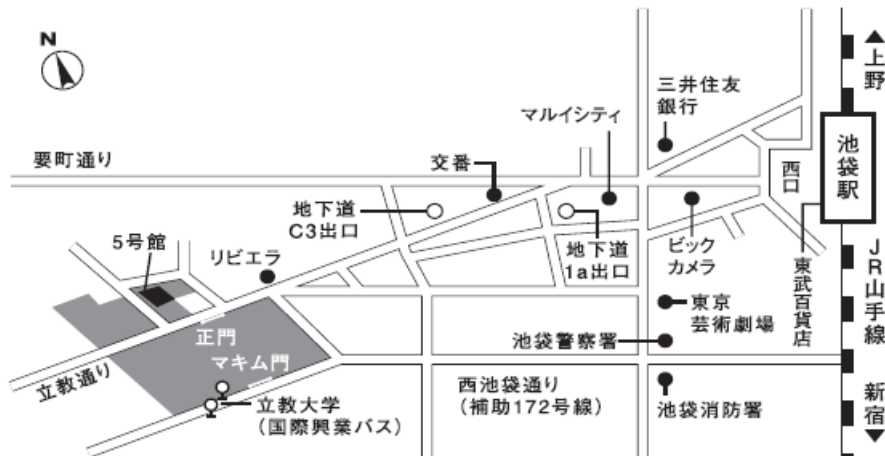 N
▲上野
三井住友
銀行
マルイシティ
池袋駅
要町通り
交番
西口
地下道
C3出口
5号館
リビエラ
地下道
1a出口
ビック
カメラ
東武百貨店
JR山手線
東京
芸術劇場
正門
池袋警察署
マキム門
立教通り
西池袋通り
(補助172号線)
立教大学
(国際興業バス)
池袋消防署
新宿▼